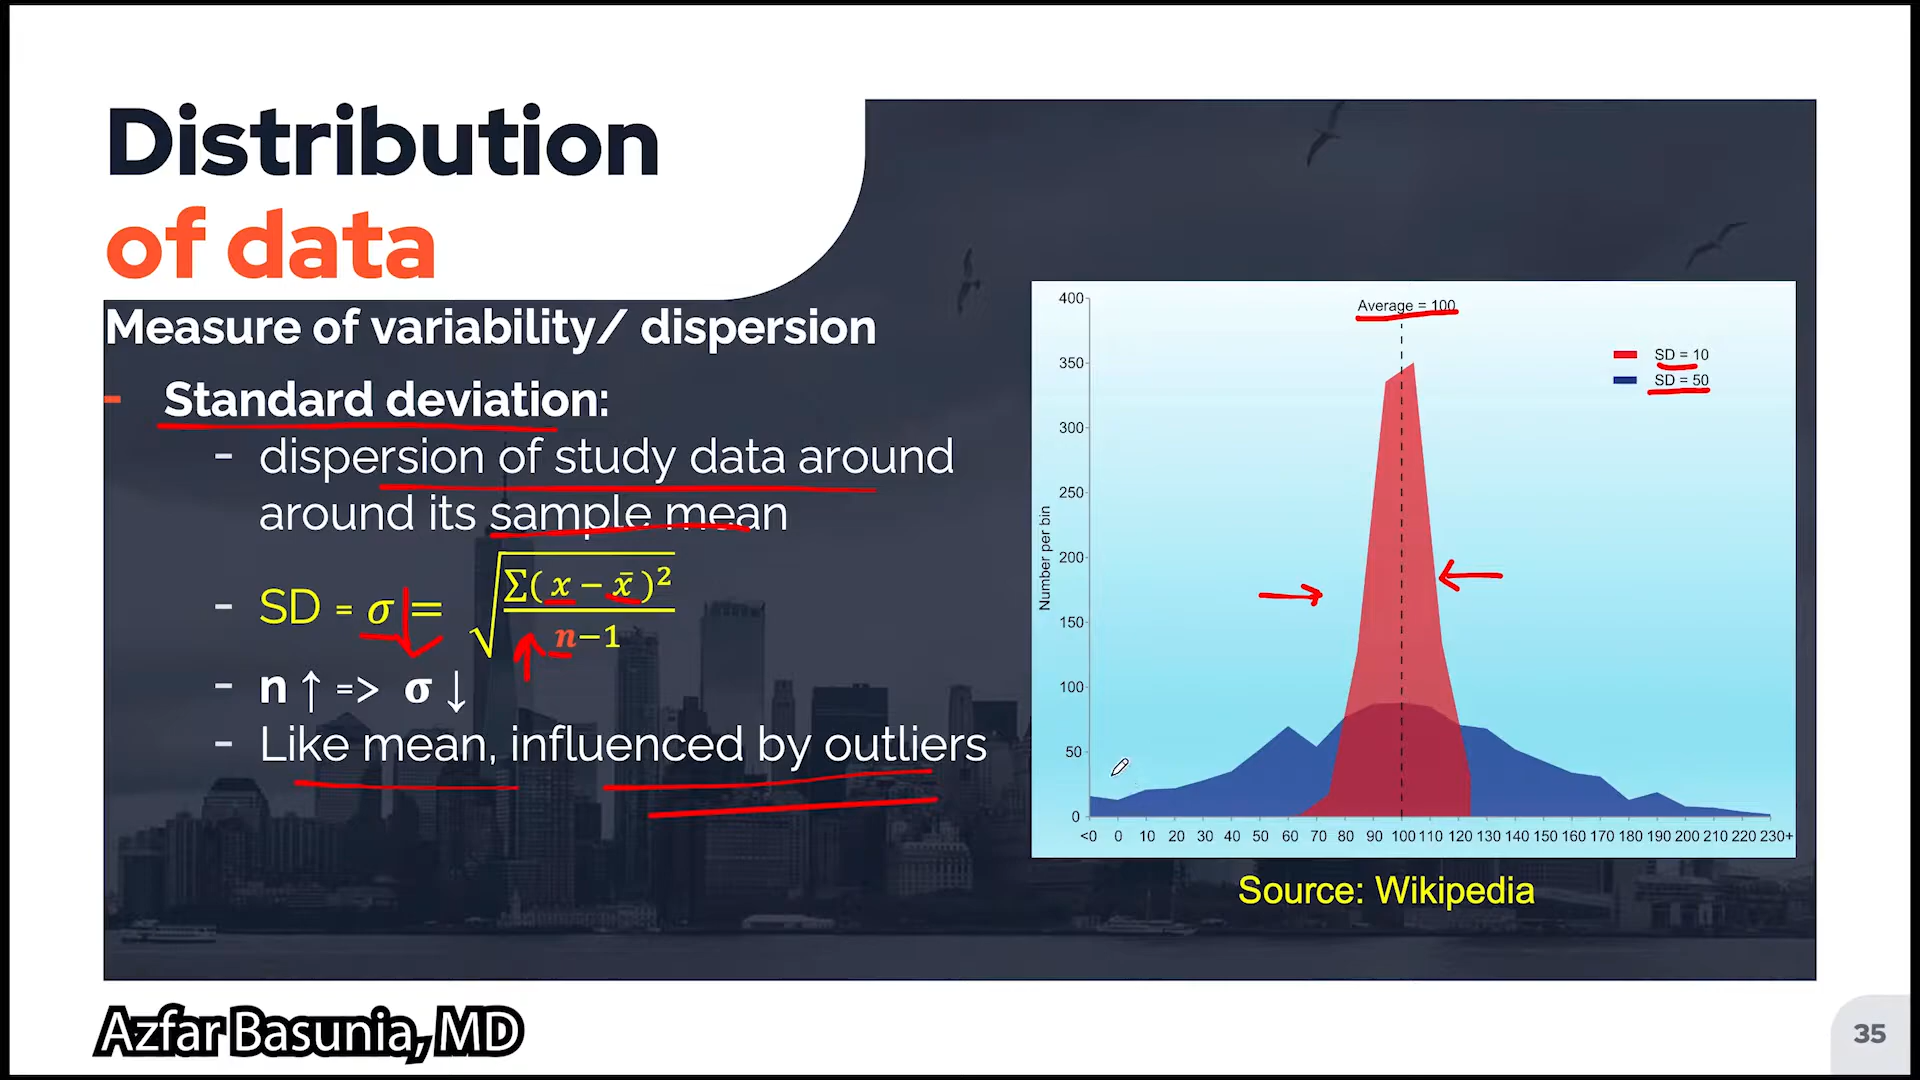 Distribution
of data
Measure of variability/ dispersion
- Standard deviation:
- dispersion of study data around
around its sample mean
- SD = σ = √(∑( x − x̄ )² / n−1)
- n ↑ => σ ↓
- Like mean, influenced by outliers
Average = 100
SD = 10
SD = 50
Number per bin
400
350
300
250
200
150
100
50
0
<0 0 10 20 30 40 50 60 70 80 90 100 110 120 130 140 150 160 170 180 190 200 210 220 230+
Source: Wikipedia
Azfar Basunia, MD
35